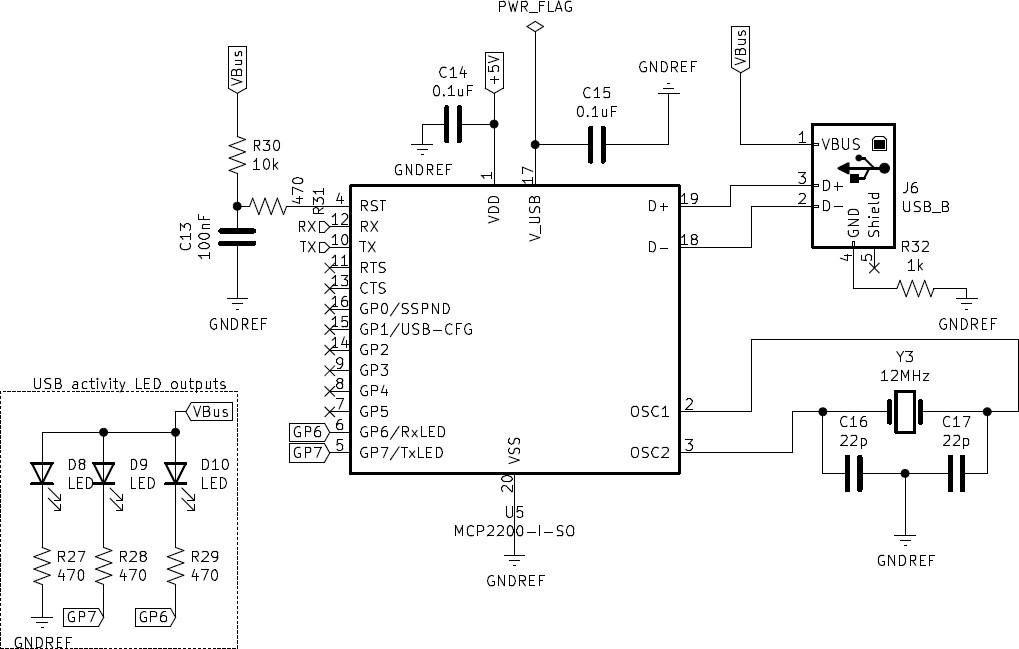 PWR_FLAG
VBus
+5V
VBus
C14
0.1uF
GNDREF
C15
0.1uF
GNDREF
R30
10k
470
R31
C13
100nF
GNDREF
1
17
VDD
V_USB
4 RST
RX 12 RX
TX 10 TX
11 RTS
13 CTS
16 GP0/SSPND
15 GP1/USB-CFG
14 GP2
9 GP3
8 GP4
7 GP5
GP6 6 GP6/RxLED
GP7 5 GP7/TxLED
D+ 19
D- 18
OSC1 2
OSC2 3
VSS
20
U5
MCP2200-I-SO
GNDREF
1 VBUS
3 D+
2 D-
GND
Shield
4
5
J6
USB_B
R32
1k
GNDREF
Y3
12MHz
C16
22p
C17
22p
GNDREF
USB activity LED outputs
VBus
D8
LED
D9
LED
D10
LED
R27
470
R28
470
R29
470
GP7
GP6
GNDREF